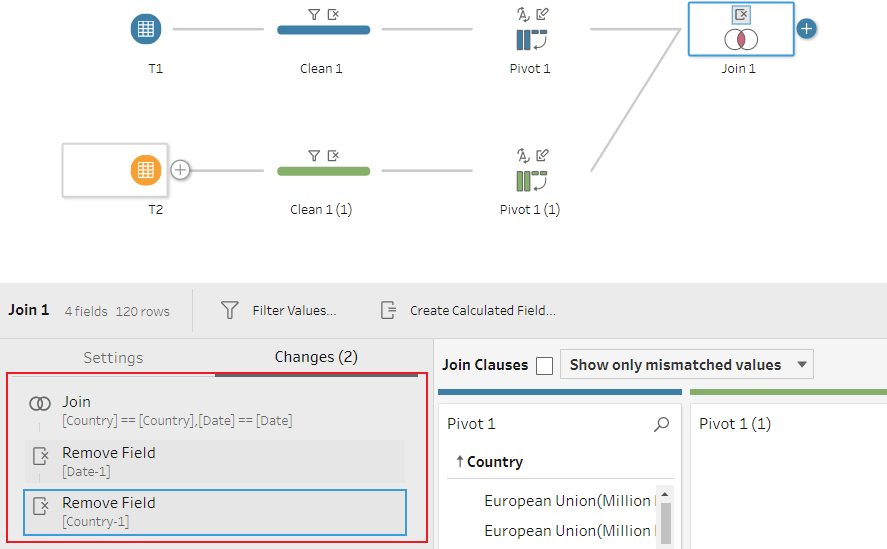 T1
Clean 1
Pivot 1
Join 1
T2
Clean 1 (1)
Pivot 1 (1)
Join 1 4 fields 120 rows Filter Values... Create Calculated Field...
Settings Changes (2)
Join Clauses Show only mismatched values
Join
[Country] == [Country],[Date] == [Date]
Remove Field
[Date-1]
Remove Field
[Country-1]
Pivot 1
Pivot 1 (1)
Country
European Union(Million
European Union(Million